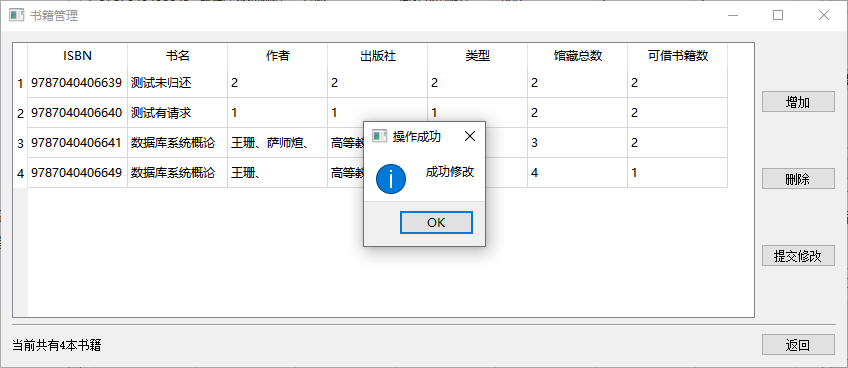 书籍管理
ISBN 书名 作者 出版社 类型 馆藏总数 可借书籍数
1 9787040406639 测试未归还 2 2 2 2 2
2 9787040406640 测试有请求 1 1 1 2 2
3 9787040406641 数据库系统概论 王珊、萨师煊、 高等教 3 2
4 9787040406649 数据库系统概论 王珊、 高等教 4 1
操作成功
成功修改
OK
增加
删除
提交修改
当前共有4本书籍
返回